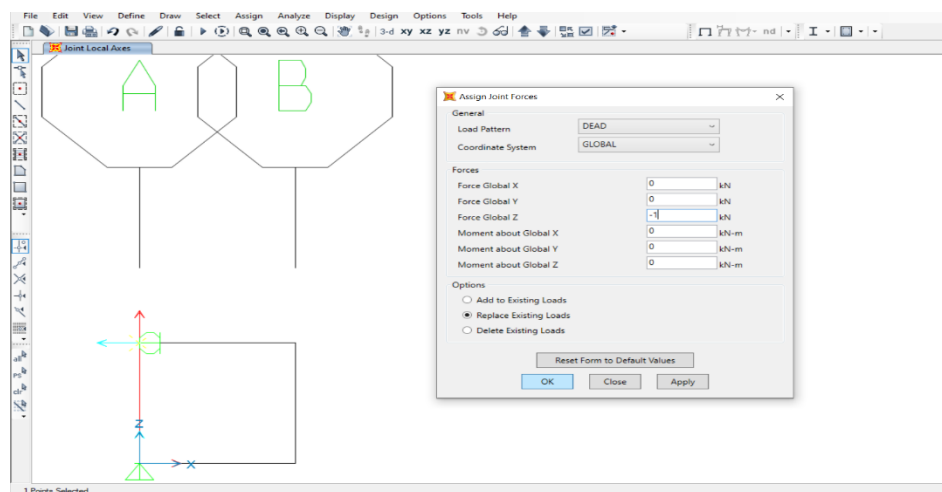 File Edit View Define Draw Select Assign Analyze Display Design Options Tools Help
3-d xy xz yz nv
nd
Joint Local Axes
A B
Z
X
all
PS
clr
1 Points Selected
Assign Joint Forces
General
Load Pattern DEAD
Coordinate System GLOBAL
Forces
Force Global X 0 kN
Force Global Y 0 kN
Force Global Z -1 kN
Moment about Global X 0 kN-m
Moment about Global Y 0 kN-m
Moment about Global Z 0 kN-m
Options
Add to Existing Loads
Replace Existing Loads
Delete Existing Loads
Reset Form to Default Values
OK Close Apply